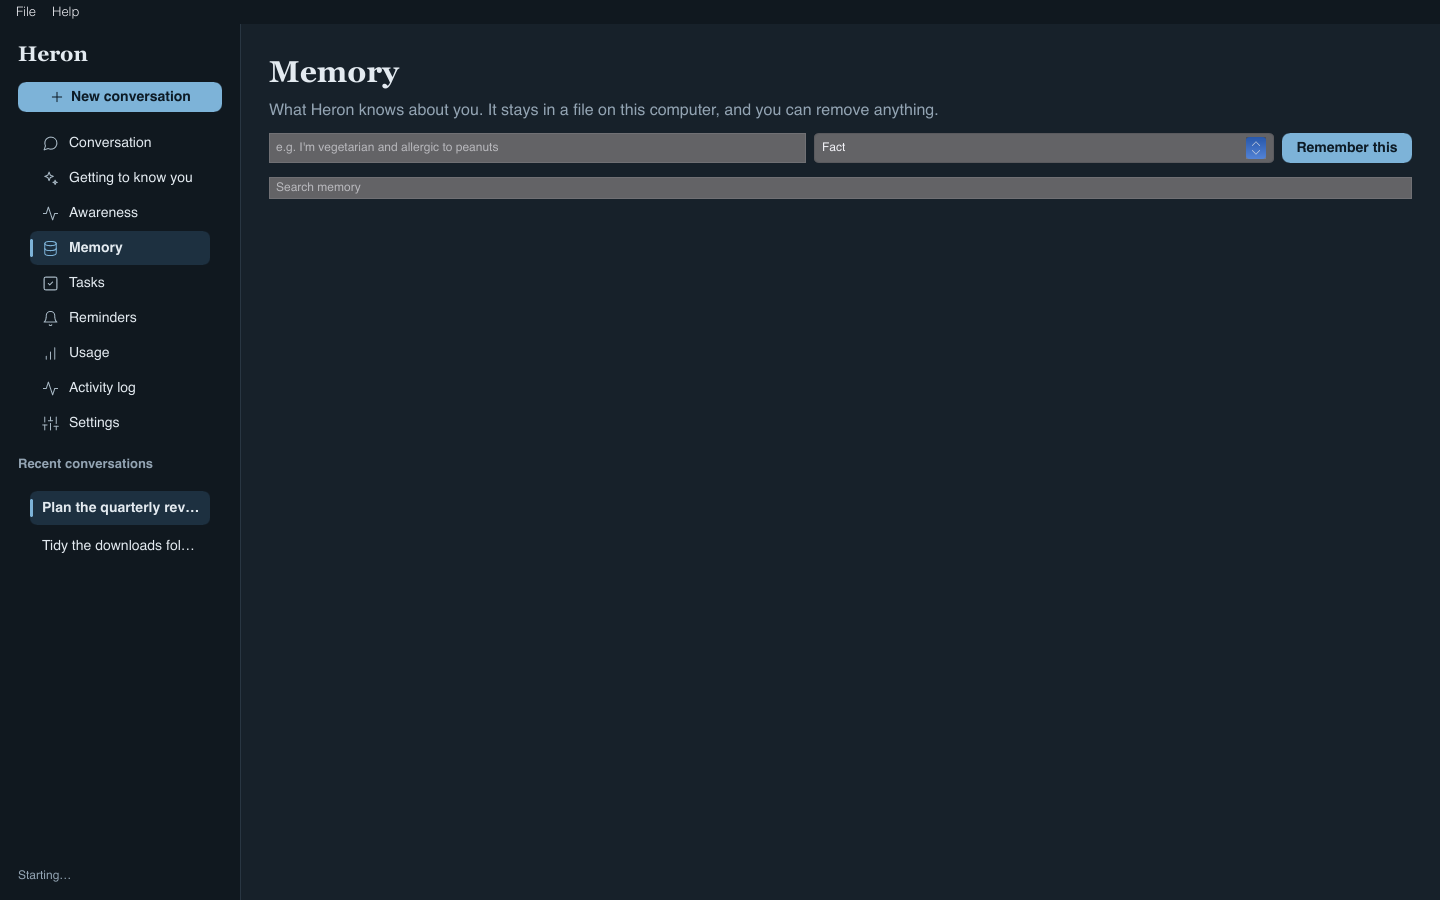 File Help
Heron
New conversation
Conversation
Getting to know you
Awareness
Memory
Tasks
Reminders
Usage
Activity log
Settings
Recent conversations
Plan the quarterly rev…
Tidy the downloads fol…
Starting…
Memory
What Heron knows about you. It stays in a file on this computer, and you can remove anything.
e.g. I'm vegetarian and allergic to peanuts
Fact
Remember this
Search memory